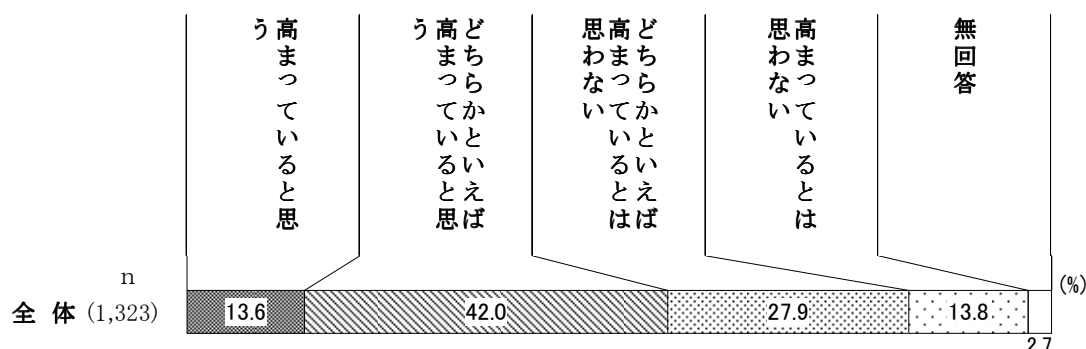 高まっていると思
う
どちらかといえば
高まっていると思
う
どちらかといえば
高まっているとは
思わない
高まっているとは
思わない
無回答
n
(%)
全 体 (1,323)
13.6
42.0
27.9
13.8
2.7